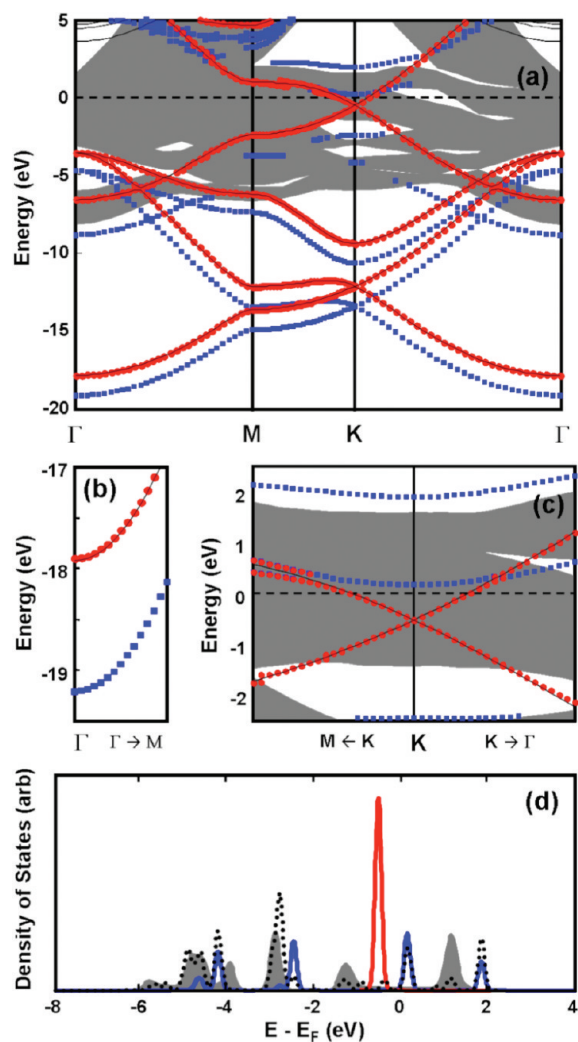 5
(a)
0
-5
-10
-15
-20
Energy (eV)
Γ M K Γ
-17
-18
-19
Energy (eV)
(b)
Γ Γ → M
2
1
0
-1
-2
Energy (eV)
(c)
M ← K K K → Γ
Density of States (arb)
(d)
-8 -6 -4 -2 0 2 4
E - E_F (eV)